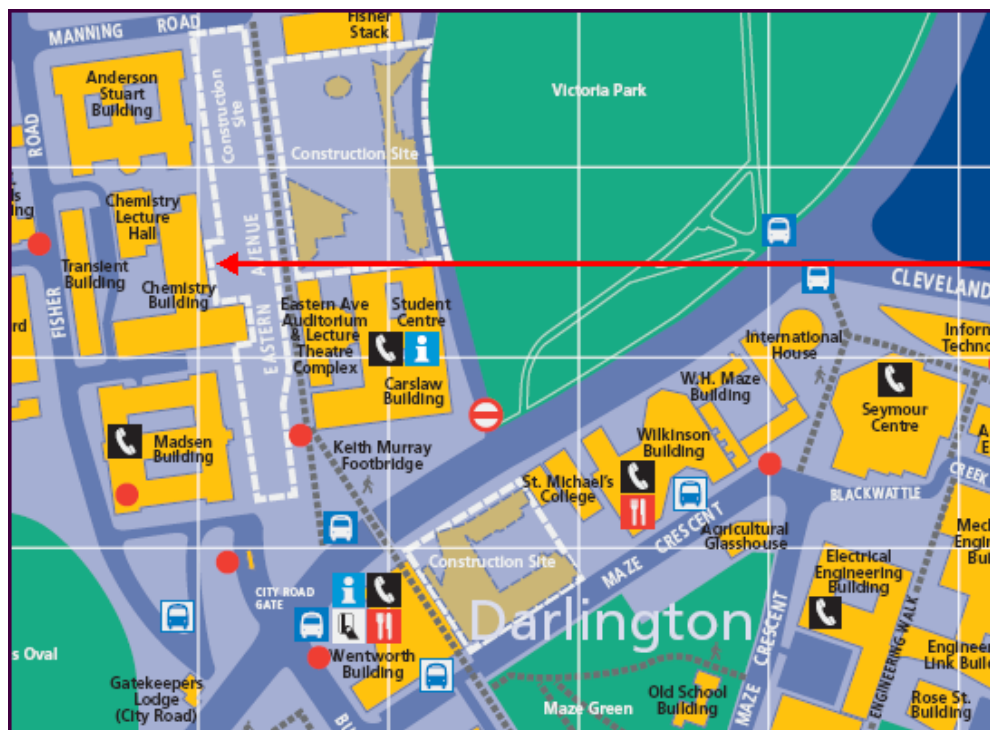 MANNING ROAD
Fisher
Stack
Anderson
Stuart
Building
Construction
Site
Victoria Park
ROAD
Construction Site
Chemistry
Lecture
Hall
EASTERN AVENUE
Transient
Building
Chemistry
Building
FISHER
CLEVELAND
Eastern Ave
Auditorium
& Lecture
Theatre
Complex
Student
Centre
Carslaw
Building
International
House
W.H. Maze
Building
Seymour
Centre
Madsen
Building
Keith Murray
Footbridge
Wilkinson
Building
St. Michael's
College
BLACKWATTLE
CREEK
MAZE CRESCENT
Agricultural
Glasshouse
Construction Site
Electrical
Engineering
Building
CITY ROAD
GATE
Darlington
MAZE CRESCENT
ENGINEERING WALK
s Oval
Wentworth
Building
Gatekeepers
Lodge
(City Road)
Old School
Building
Maze Green
Link
Rose St.
Building